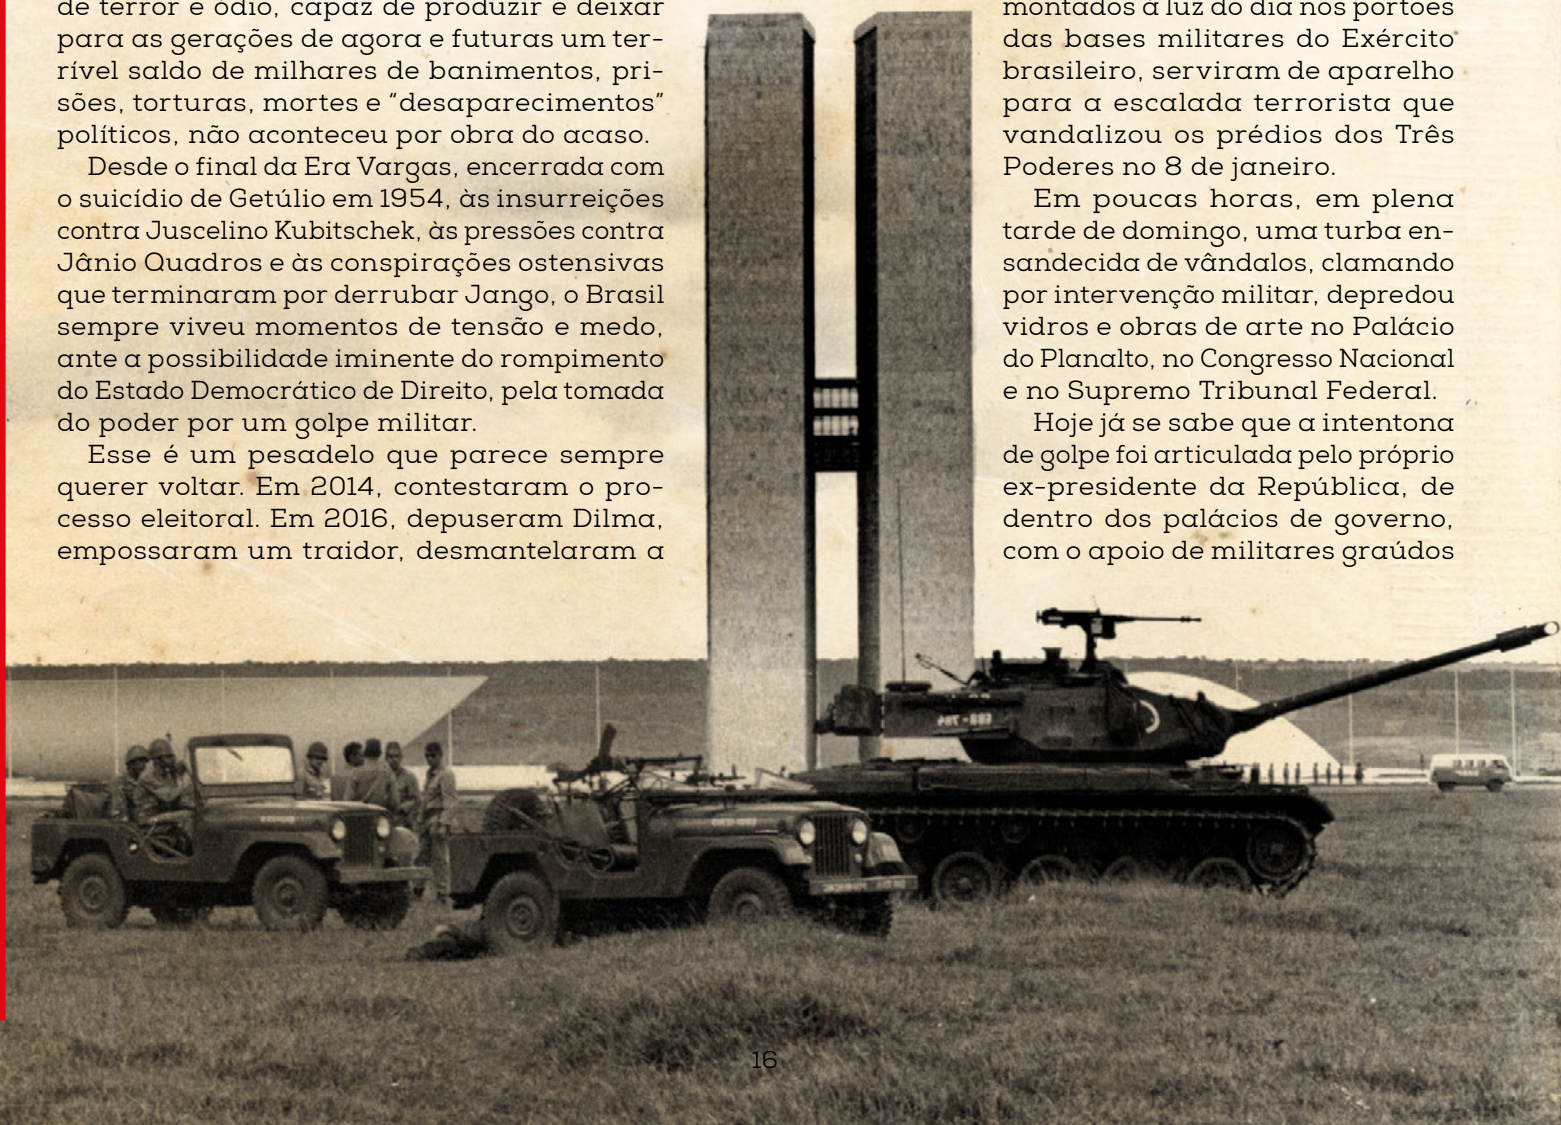 de terror e ódio, capaz de produzir e deixar
para as gerações de agora e futuras um ter-
rível saldo de milhares de banimentos, pri-
sões, torturas, mortes e “desaparecimentos”
políticos, não aconteceu por obra do acaso.
Desde o final da Era Vargas, encerrada com
o suicídio de Getúlio em 1954, às insurreições
contra Juscelino Kubitschek, às pressões contra
Jânio Quadros e às conspirações ostensivas
que terminaram por derrubar Jango, o Brasil
sempre viveu momentos de tensão e medo,
ante a possibilidade iminente do rompimento
do Estado Democrático de Direito, pela tomada
do poder por um golpe militar.
Esse é um pesadelo que parece sempre
querer voltar. Em 2014, contestaram o pro-
cesso eleitoral. Em 2016, depuseram Dilma,
empossaram um traidor, desmantelaram a
montados à luz do dia nos portões
das bases militares do Exército
brasileiro, serviram de aparelho
para a escalada terrorista que
vandalizou os prédios dos Três
Poderes no 8 de janeiro.
Em poucas horas, em plena
tarde de domingo, uma turba en-
sandecida de vândalos, clamando
por intervenção militar, depredou
vidros e obras de arte no Palácio
do Planalto, no Congresso Nacional
e no Supremo Tribunal Federal.
Hoje já se sabe que a intentona
de golpe foi articulada pelo próprio
ex-presidente da República, de
dentro dos palácios de governo,
com o apoio de militares graúdos
16